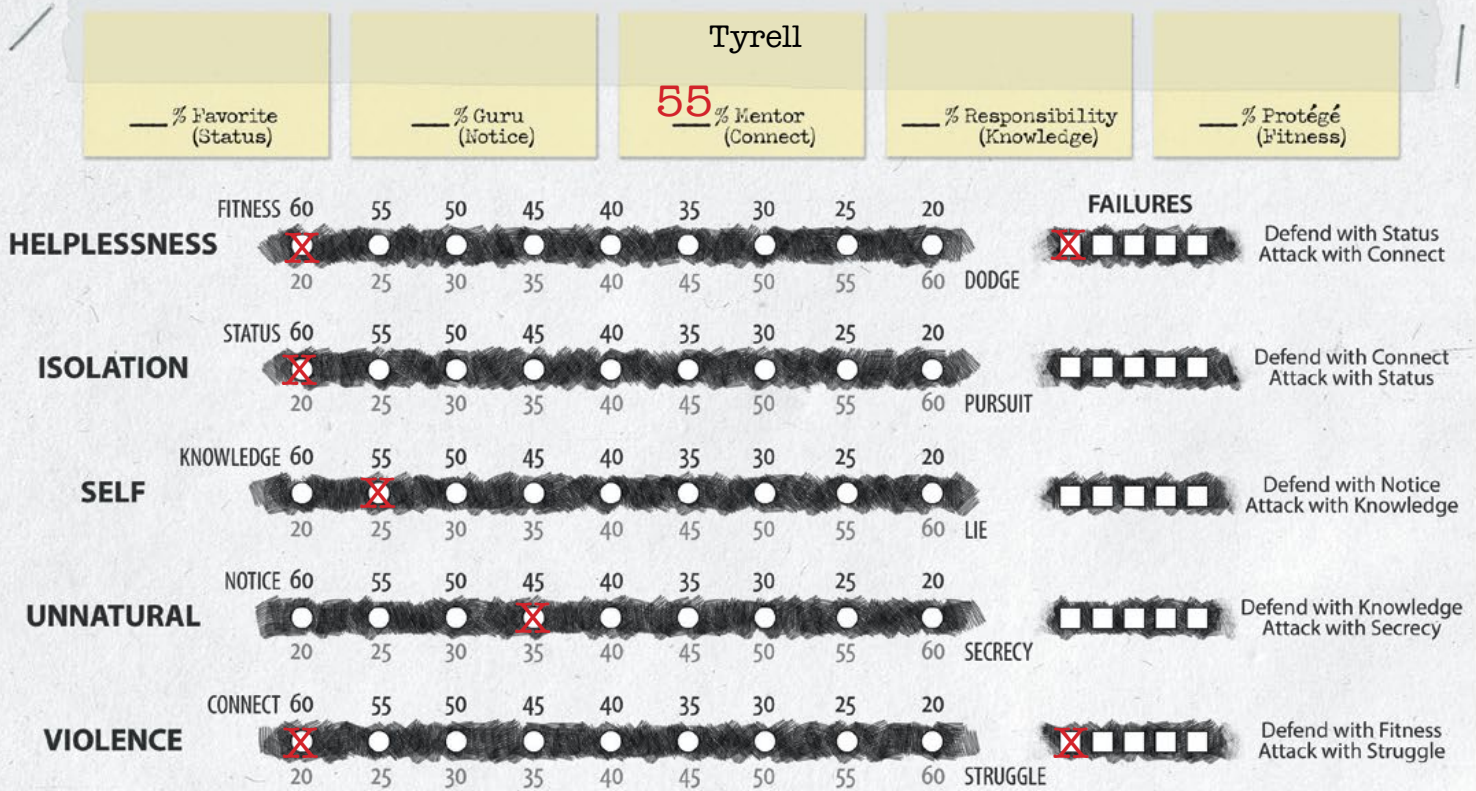 Tyrell
___% Favorite
(Status)
___% Guru
(Notice)
55% Mentor
(Connect)
___% Responsibility
(Knowledge)
___% Protégé
(Fitness)
FITNESS 60 55 50 45 40 35 30 25 20
FAILURES
HELPLESSNESS
X
X
Defend with Status
Attack with Connect
20 25 30 35 40 45 50 55 60 DODGE
STATUS 60 55 50 45 40 35 30 25 20
ISOLATION
X
Defend with Connect
Attack with Status
20 25 30 35 40 45 50 55 60 PURSUIT
KNOWLEDGE 60 55 50 45 40 35 30 25 20
SELF
X
Defend with Notice
Attack with Knowledge
20 25 30 35 40 45 50 55 60 LIE
NOTICE 60 55 50 45 40 35 30 25 20
UNNATURAL
X
Defend with Knowledge
Attack with Secrecy
20 25 30 35 40 45 50 55 60 SECRECY
CONNECT 60 55 50 45 40 35 30 25 20
VIOLENCE
X
X
Defend with Fitness
Attack with Struggle
20 25 30 35 40 45 50 55 60 STRUGGLE